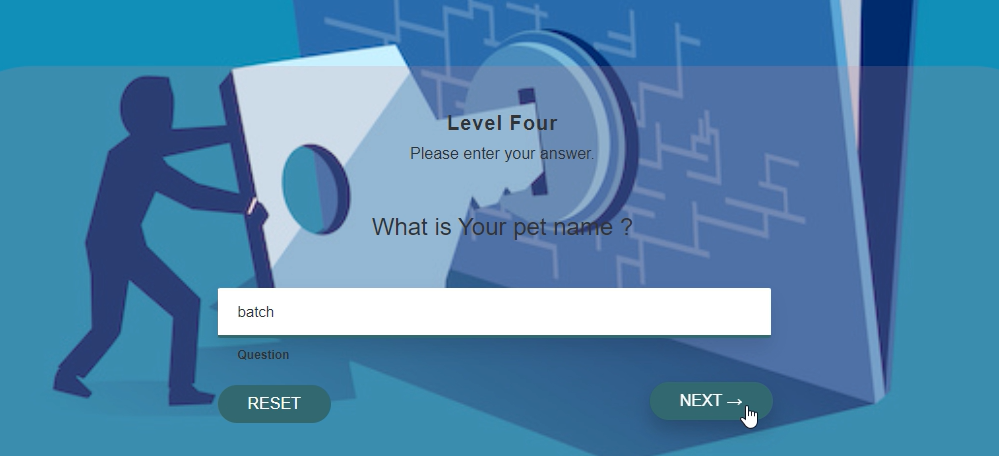 Level Four
Please enter your answer.
What is Your pet name ?
batch
Question
RESET
NEXT →